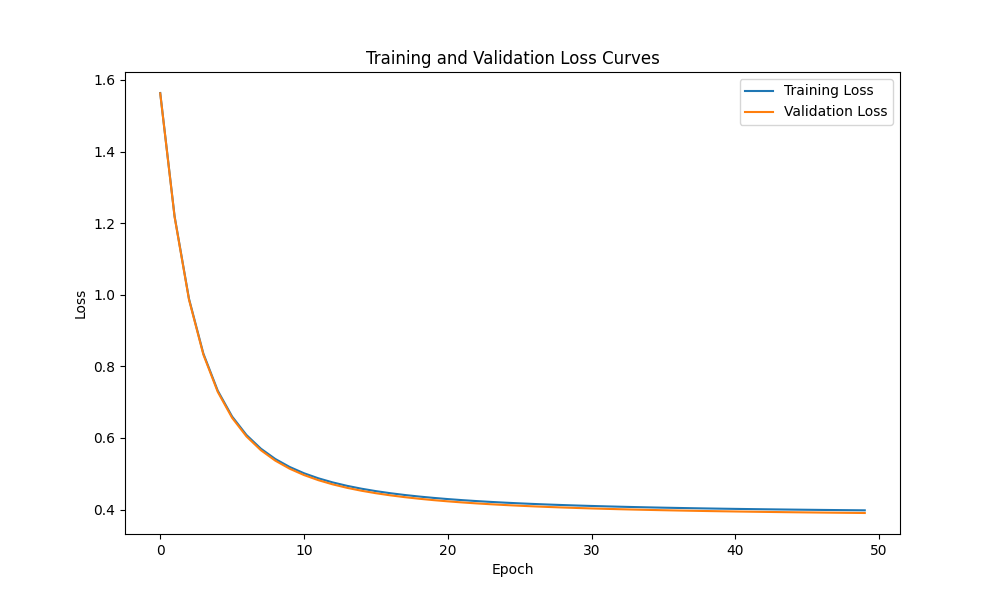 Training and Validation Loss Curves
Training Loss
Validation Loss
1.6
1.4
1.2
1.0
0.8
0.6
0.4
Loss
0 10 20 30 40 50
Epoch